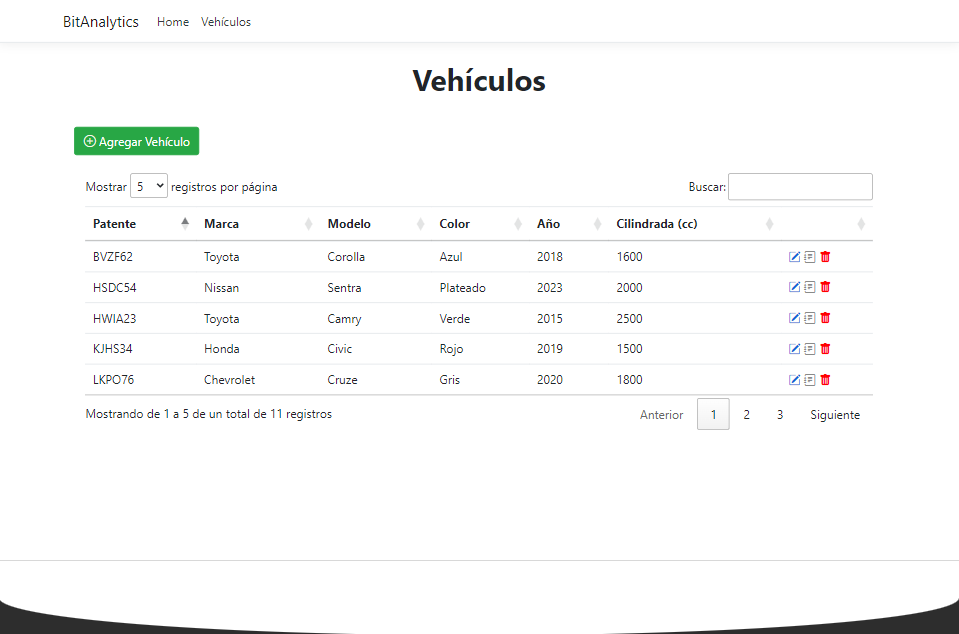 BitAnalytics Home Vehículos
Vehículos
Agregar Vehículo
Mostrar 5 registros por página Buscar:
Patente Marca Modelo Color Año Cilindrada (cc)
BVZF62 Toyota Corolla Azul 2018 1600
HSDC54 Nissan Sentra Plateado 2023 2000
HWIA23 Toyota Camry Verde 2015 2500
KJHS34 Honda Civic Rojo 2019 1500
LKPO76 Chevrolet Cruze Gris 2020 1800
Mostrando de 1 a 5 de un total de 11 registros Anterior 1 2 3 Siguiente